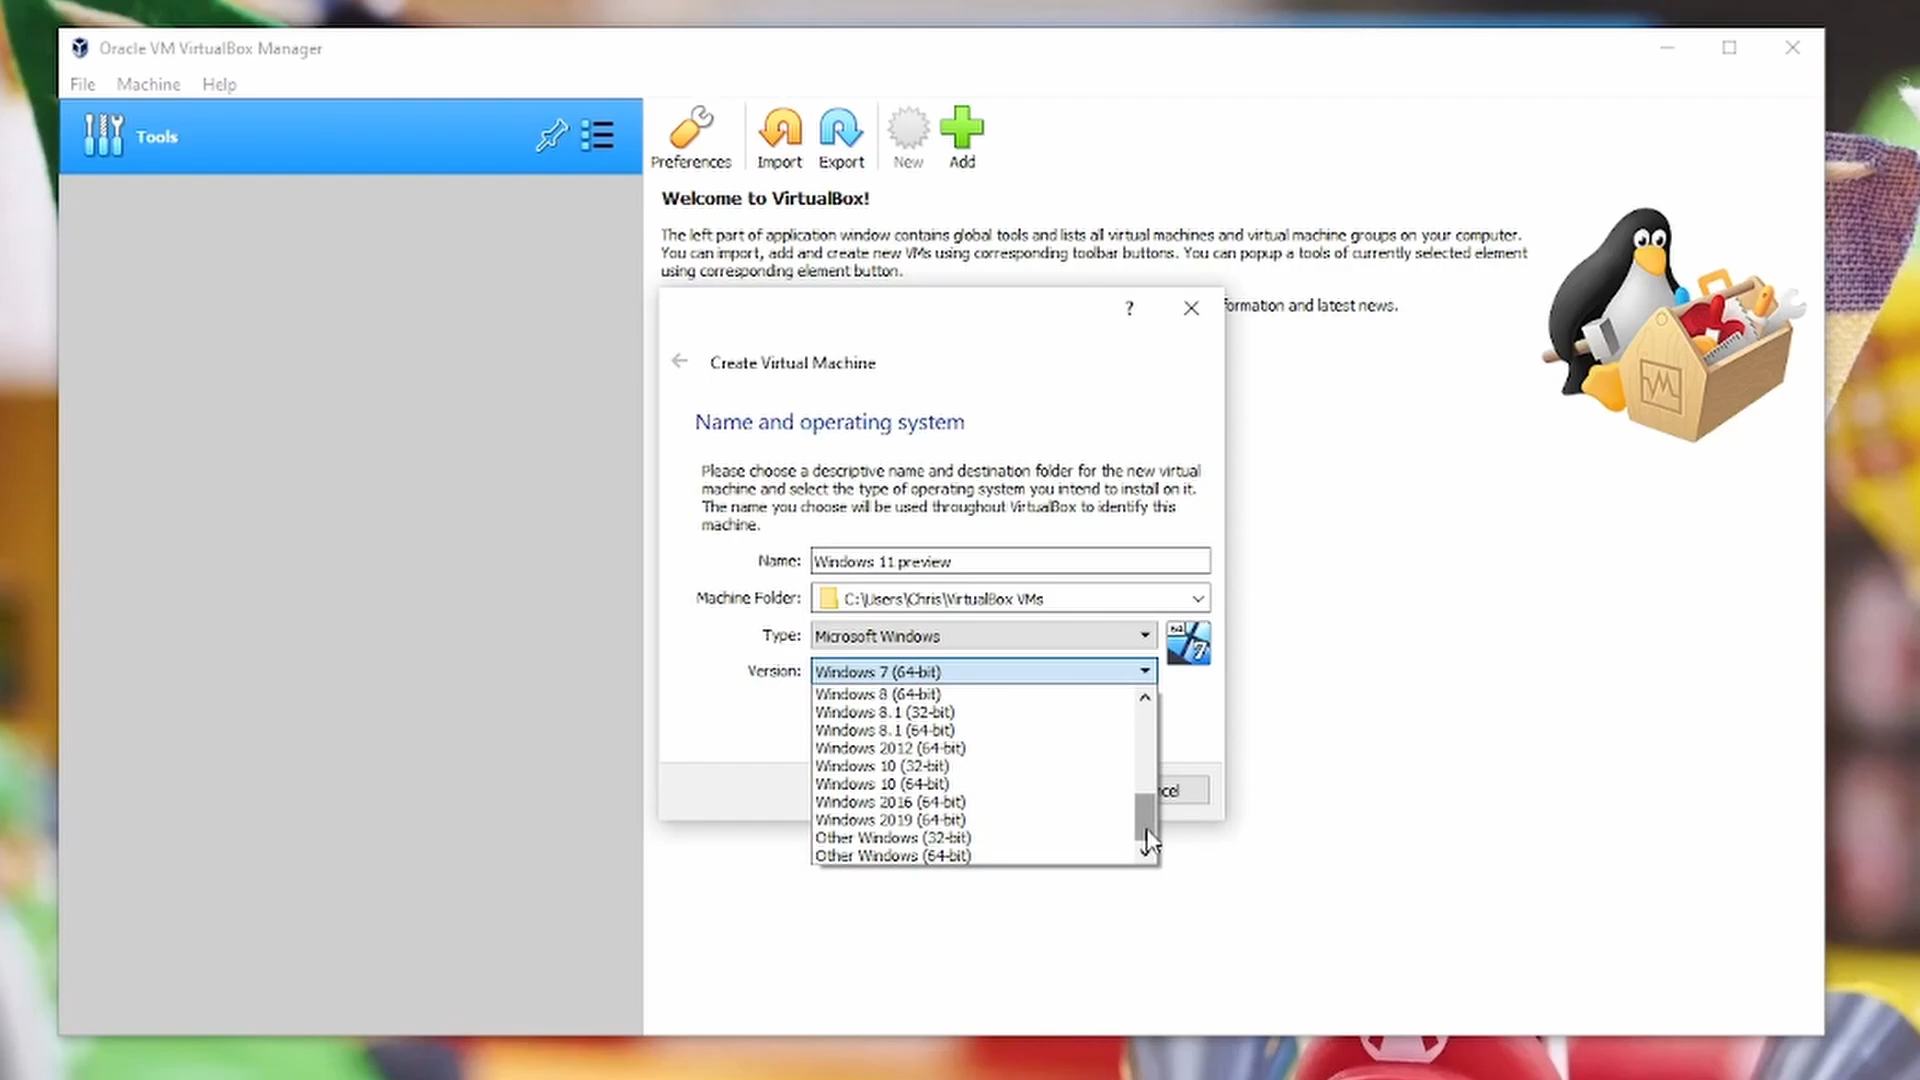 Oracle VM VirtualBox Manager
File Machine Help
Tools
Preferences Import Export New Add
Welcome to VirtualBox!
The left part of application window contains global tools and lists all virtual machines and virtual machine groups on your computer.
You can import, add and create new VMs using corresponding toolbar buttons. You can popup a tools of currently selected element
using corresponding element button.
formation and latest news.
?
Create Virtual Machine
Name and operating system
Please choose a descriptive name and destination folder for the new virtual
machine and select the type of operating system you intend to install on it.
The name you choose will be used throughout VirtualBox to identify this
machine.
Name: Windows 11 preview
Machine Folder: C:\Users\Chris\VirtualBox VMs
Type: Microsoft Windows
64
7
Version: Windows 7 (64-bit)
Windows 8 (64-bit)
Windows 8.1 (32-bit)
Windows 8.1 (64-bit)
Windows 2012 (64-bit)
Windows 10 (32-bit)
Windows 10 (64-bit)
Windows 2016 (64-bit)
Windows 2019 (64-bit)
Other Windows (32-bit)
Other Windows (64-bit)
cel